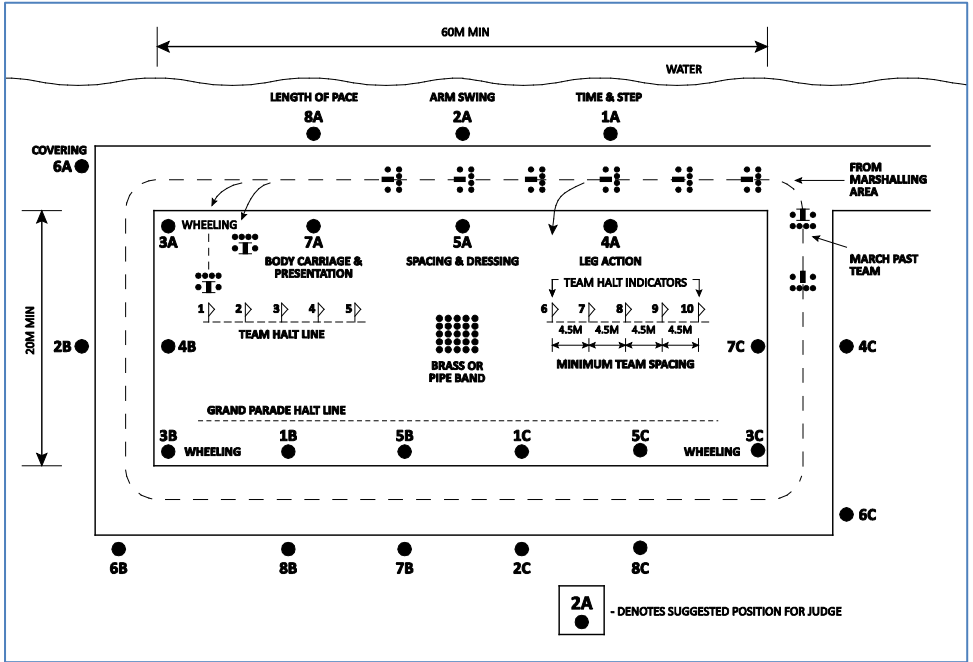 60M MIN
WATER
LENGTH OF PACE
8A
ARM SWING
2A
TIME & STEP
1A
COVERING
6A
FROM
MARSHALLING
AREA
3A
WHEELING
7A
BODY CARRIAGE &
PRESENTATION
5A
SPACING & DRESSING
4A
LEG ACTION
MARCH PAST
TEAM
TEAM HALT INDICATORS
1 2 3 4 5
6 7 8 9 10
TEAM HALT LINE
4.5M 4.5M 4.5M 4.5M
MINIMUM TEAM SPACING
20M MIN
2B
4B
BRASS OR
PIPE BAND
7C
4C
GRAND PARADE HALT LINE
3B
WHEELING
1B
5B
1C
5C
WHEELING
3C
6C
6B
8B
7B
2C
8C
2A
- DENOTES SUGGESTED POSITION FOR JUDGE